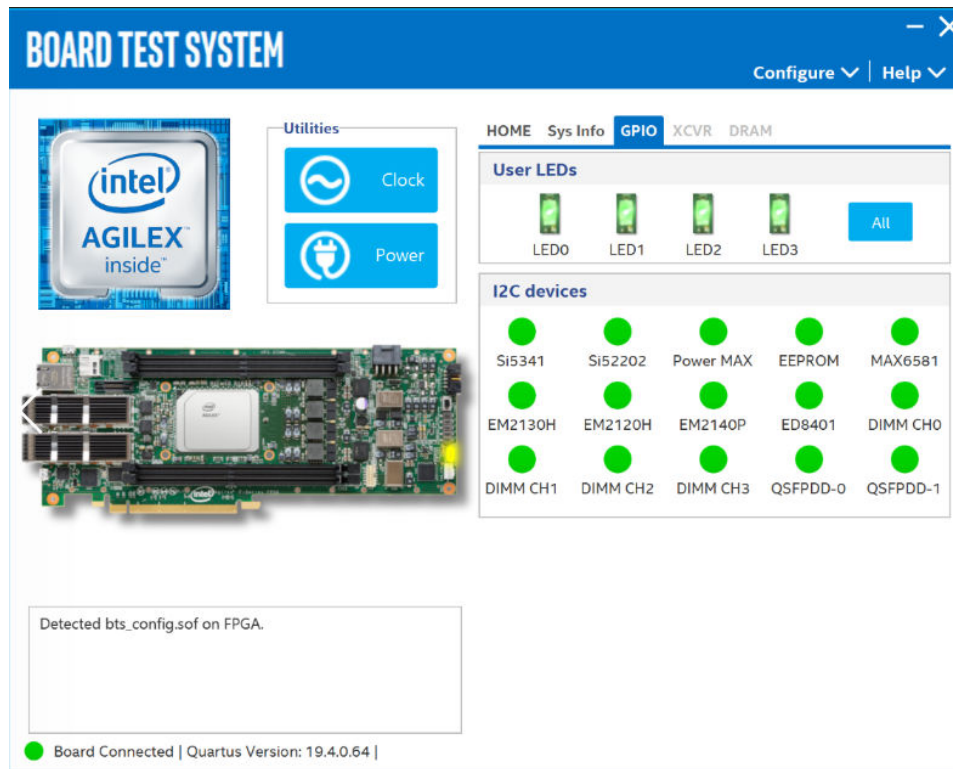 BOARD TEST SYSTEM
Configure | Help
intel
AGILEX™
inside™
Utilities
Clock
Power
HOME Sys Info GPIO XCVR DRAM
User LEDs
LED0 LED1 LED2 LED3 All
I2C devices
Si5341 Si52202 Power MAX EEPROM MAX6581
EM2130H EM2120H EM2140P ED8401 DIMM CH0
DIMM CH1 DIMM CH2 DIMM CH3 QSFPDD-0 QSFPDD-1
Detected bts_config.sof on FPGA.
Board Connected | Quartus Version: 19.4.0.64 |